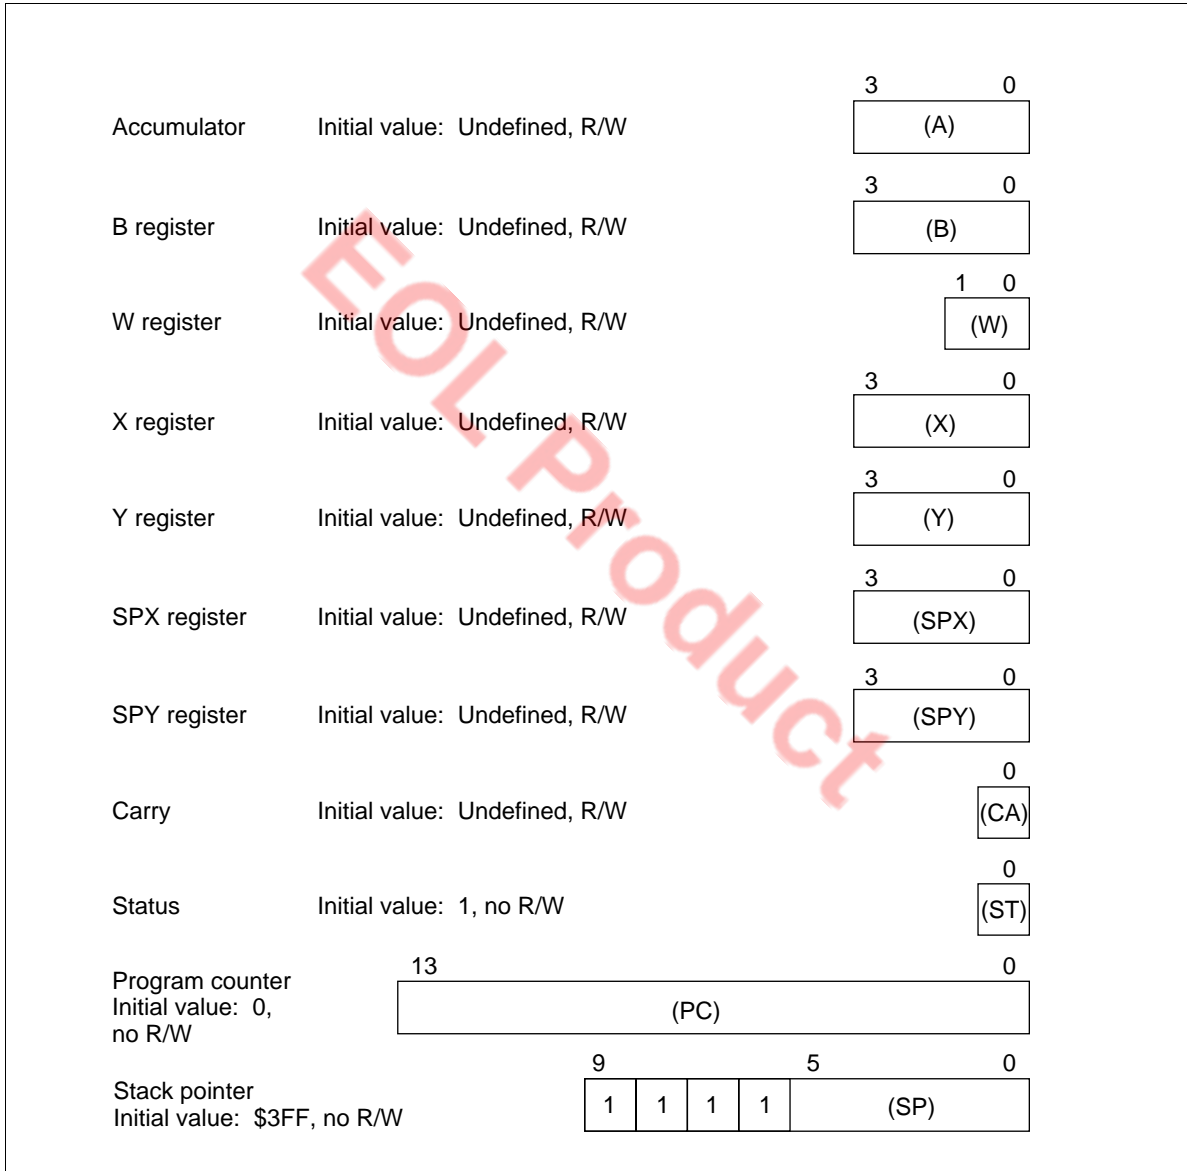 3 0
Accumulator Initial value: Undefined, R/W (A)
3 0
B register Initial value: Undefined, R/W (B)
1 0
W register Initial value: Undefined, R/W (W)
3 0
X register Initial value: Undefined, R/W (X)
3 0
Y register Initial value: Undefined, R/W (Y)
3 0
SPX register Initial value: Undefined, R/W (SPX)
3 0
SPY register Initial value: Undefined, R/W (SPY)
0
Carry Initial value: Undefined, R/W (CA)
0
Status Initial value: 1, no R/W (ST)
13 0
Program counter
Initial value: 0,
no R/W
(PC)
9 5 0
Stack pointer
Initial value: $3FF, no R/W
1 1 1 1 (SP)
EOL Product